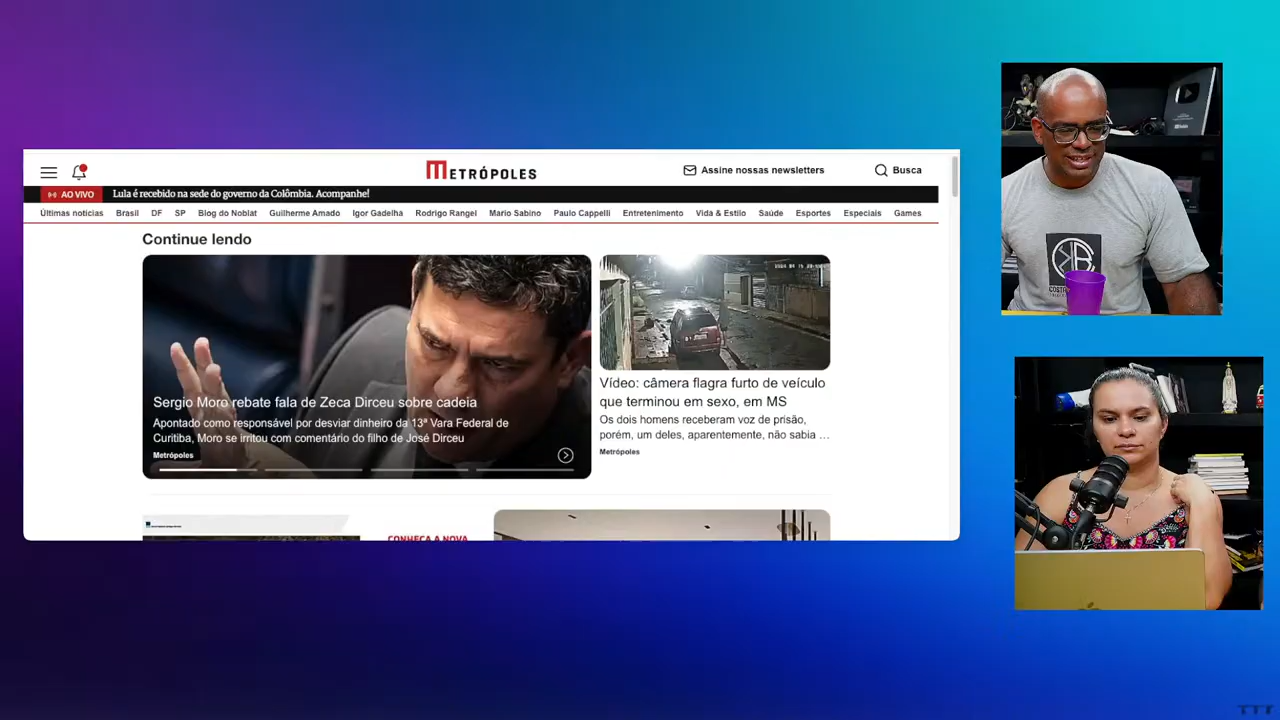 METRÓPOLES
Assine nossas newsletters
Busca
AO VIVO
Lula é recebido na sede do governo da Colômbia. Acompanhe!
Últimas notícias Brasil DF SP Blog do Noblat Guilherme Amado Igor Gadelha Rodrigo Rangel Mario Sabino Paulo Cappelli Entretenimento Vida & Estilo Saúde Esportes Especiais Games
Continue lendo
Sergio Moro rebate fala de Zeca Dirceu sobre cadeia
Apontado como responsável por desviar dinheiro da 13ª Vara Federal de
Curitiba, Moro se irritou com comentário do filho de José Dirceu
Metrópoles
Vídeo: câmera flagra furto de veículo
que terminou em sexo, em MS
Os dois homens receberam voz de prisão,
porém, um deles, aparentemente, não sabia …
Metrópoles
CONHEÇA A NOVA